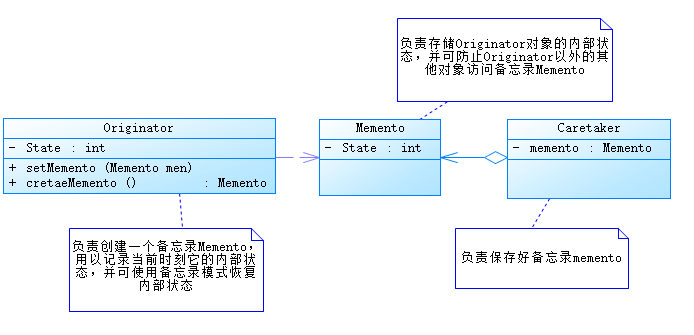 负责存储Originator对象的内部状
态，并可防止Originator以外的其
他对象访问备忘录Memento
Originator
- State : int
+ setMemento (Memento men)
+ cretaeMemento () : Memento
Memento
- State : int
Caretaker
- memento : Memento
负责创建一个备忘录Memento，
用以记录当前时刻它的内部状
态，并可使用备忘录模式恢复
内部状态
负责保存好备忘录memento